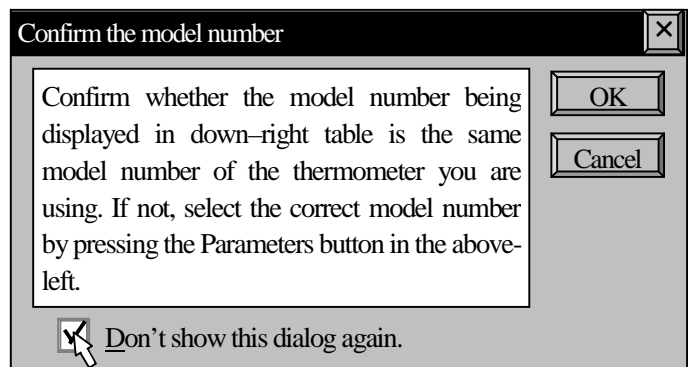 Confirm the model number
Confirm whether the model number being
displayed in down–right table is the same
model number of the thermometer you are
using. If not, select the correct model number
by pressing the Parameters button in the above-
left.
OK
Cancel
Don’t show this dialog again.